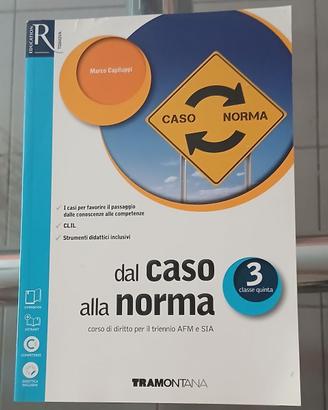 R
EDUCATION
Marco Capiluppi
CASO NORMA
I casi per favorire il passaggio
dalle conoscenze alle competenze
CLIL
Strumenti didattici inclusivi
dal caso
alla norma
3
classe quinta
corso di diritto per il triennio AFM e SIA
TRAMONTANA